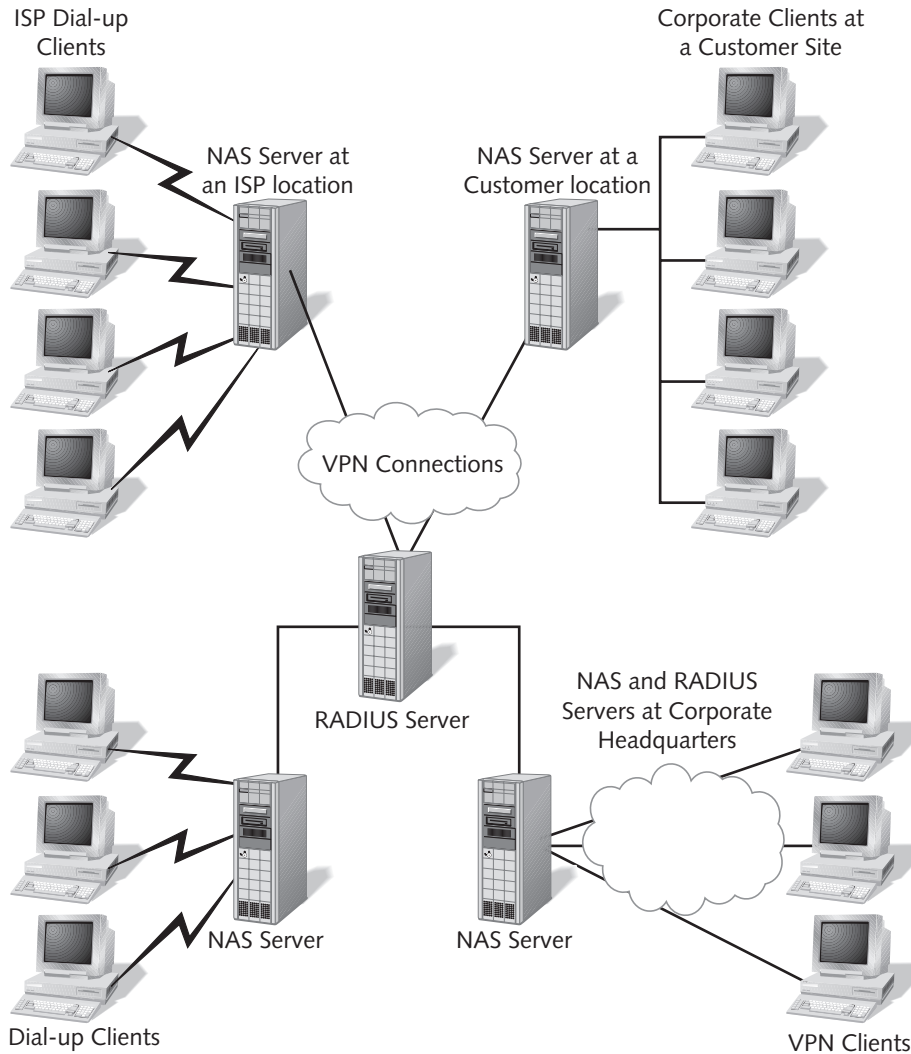 ISP Dial-up
Clients
Corporate Clients at
a Customer Site
NAS Server at
an ISP location
NAS Server at a
Customer location
VPN Connections
RADIUS Server
NAS and RADIUS
Servers at Corporate
Headquarters
NAS Server
NAS Server
Dial-up Clients
VPN Clients